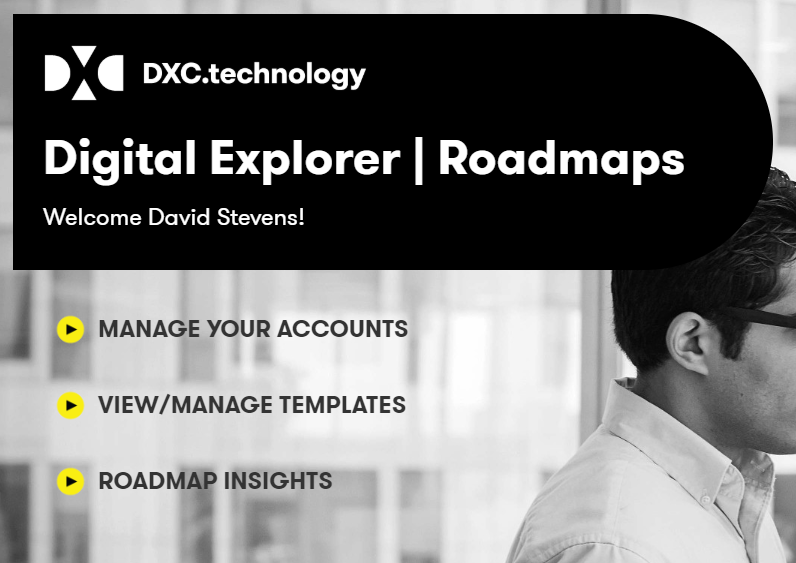 DXC.technology
Digital Explorer | Roadmaps
Welcome David Stevens!
MANAGE YOUR ACCOUNTS
VIEW/MANAGE TEMPLATES
ROADMAP INSIGHTS